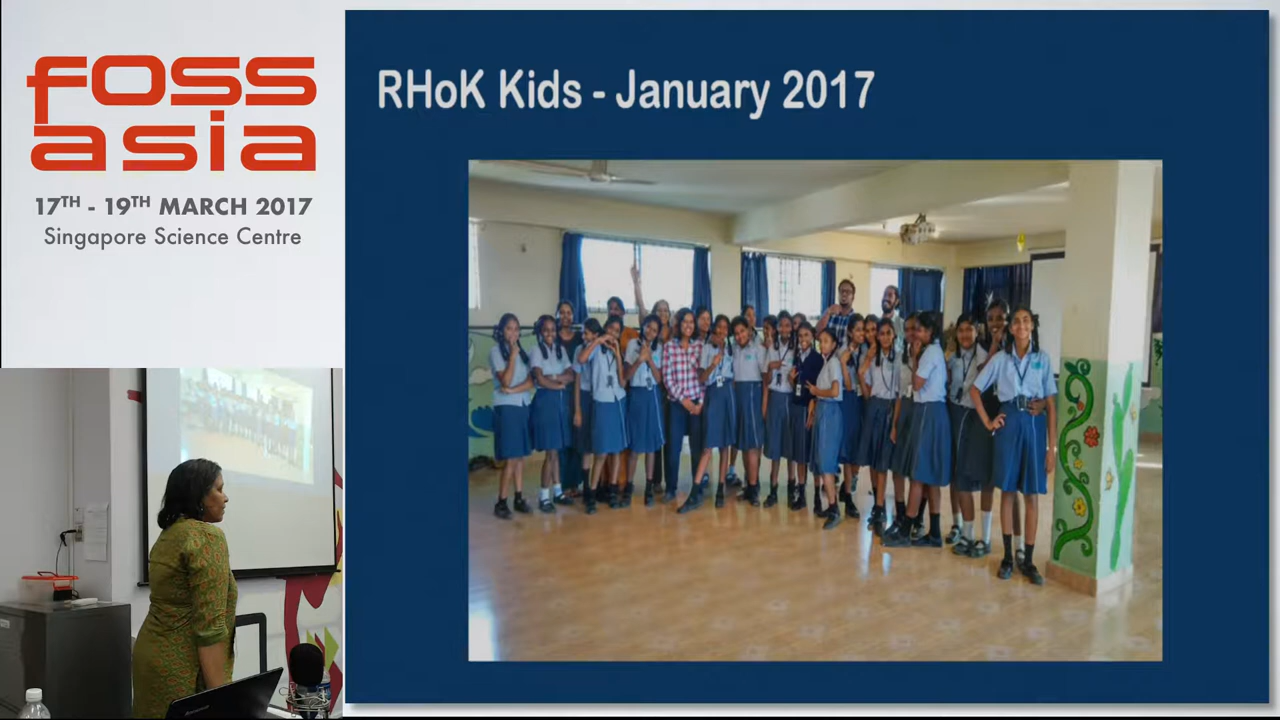 foss
asia
17TH - 19TH MARCH 2017
Singapore Science Centre
RHoK Kids - January 2017